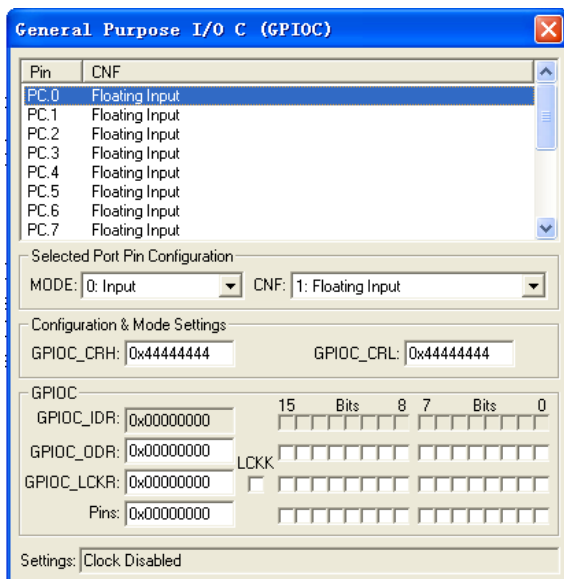 General Purpose I/O C (GPIOC)
Pin CNF
PC.0 Floating Input
PC.1 Floating Input
PC.2 Floating Input
PC.3 Floating Input
PC.4 Floating Input
PC.5 Floating Input
PC.6 Floating Input
PC.7 Floating Input
Selected Port Pin Configuration
MODE: 0: Input CNF: 1: Floating Input
Configuration & Mode Settings
GPIOC_CRH: 0x44444444 GPIOC_CRL: 0x44444444
GPIOC
15 Bits 8 7 Bits 0
GPIOC_IDR: 0x00000000
GPIOC_ODR: 0x00000000
LCKK
GPIOC_LCKR: 0x00000000
Pins: 0x00000000
Settings: Clock Disabled